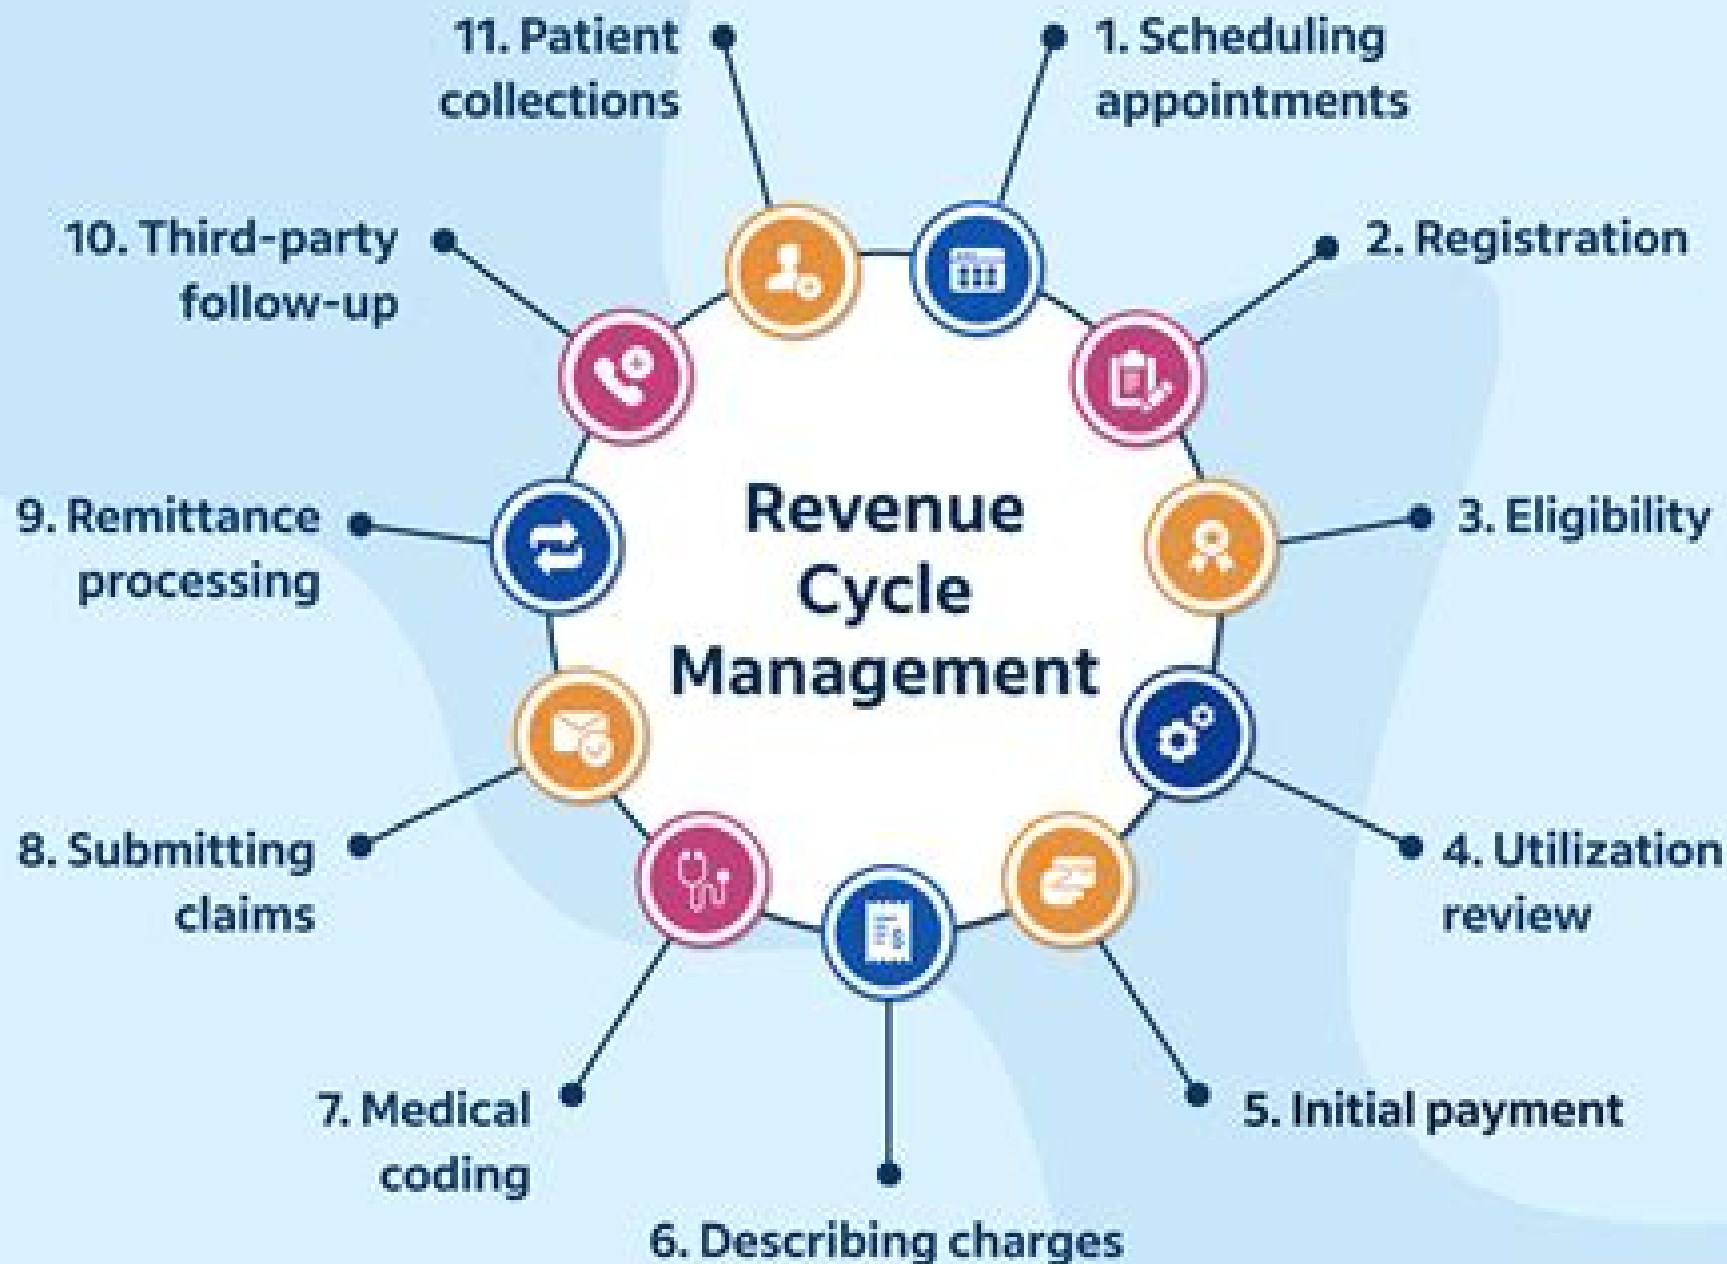 Revenue
Cycle
Management
1. Scheduling
appointments
2. Registration
3. Eligibility
4. Utilization
review
5. Initial payment
6. Describing charges
7. Medical
coding
8. Submitting
claims
9. Remittance
processing
10. Third-party
follow-up
11. Patient
collections